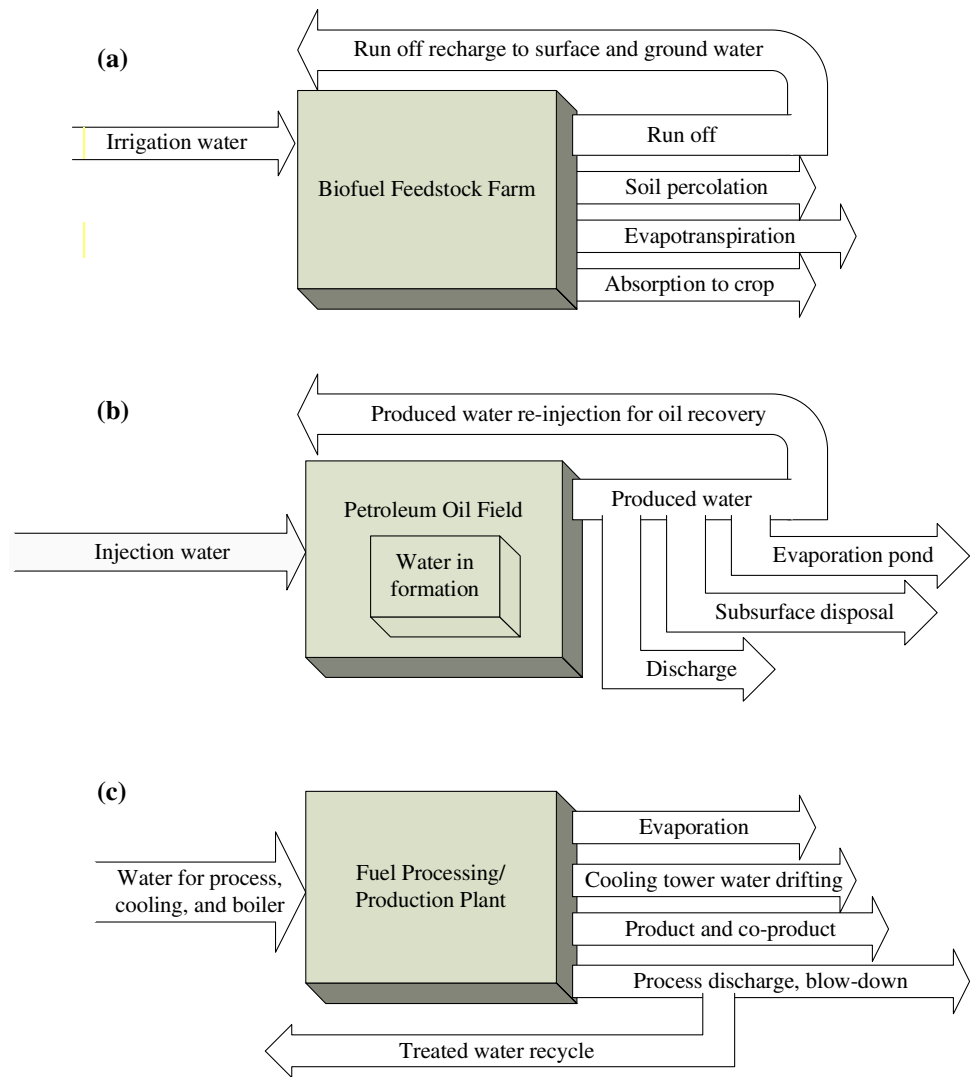 (a)
Run off recharge to surface and ground water
Irrigation water
Biofuel Feedstock Farm
Run off
Soil percolation
Evapotranspiration
Absorption to crop
(b)
Produced water re-injection for oil recovery
Injection water
Petroleum Oil Field
Water in
formation
Produced water
Evaporation pond
Subsurface disposal
Discharge
(c)
Water for process,
cooling, and boiler
Fuel Processing/
Production Plant
Evaporation
Cooling tower water drifting
Product and co-product
Process discharge, blow-down
Treated water recycle